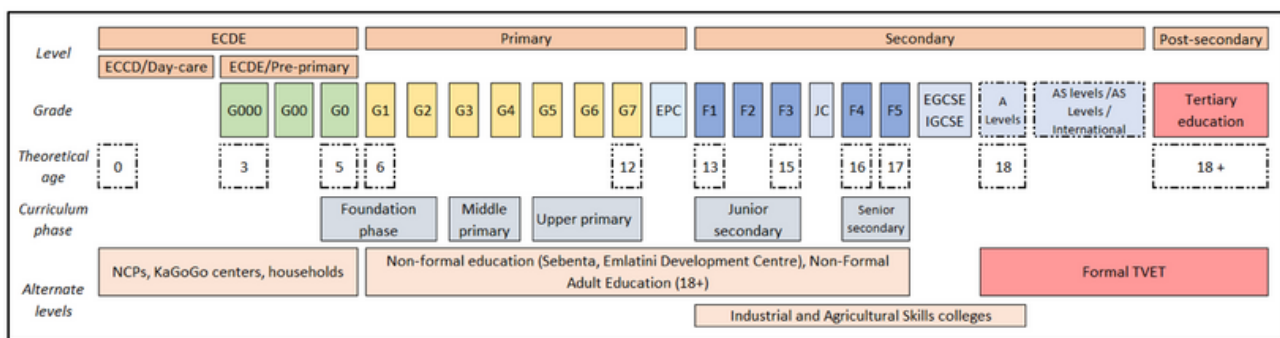 Level
ECDE
Primary
Secondary
Post-secondary
ECCD/Day-care
ECDE/Pre-primary
Grade
G000
G00
G0
G1
G2
G3
G4
G5
G6
G7
EPC
F1
F2
F3
JC
F4
F5
EGCSE
IGCSE
A
Levels
AS levels /AS
Levels /
International
Tertiary
education
Theoretical
age
0
3
5
6
12
13
15
16
17
18
18 +
Curriculum
phase
Foundation
phase
Middle
primary
Upper primary
Junior
secondary
Senior
secondary
Alternate
levels
NCPs, KaGoGo centers, households
Non-formal education (Sebenta, Emlatini Development Centre), Non-Formal
Adult Education (18+)
Formal TVET
Industrial and Agricultural Skills colleges